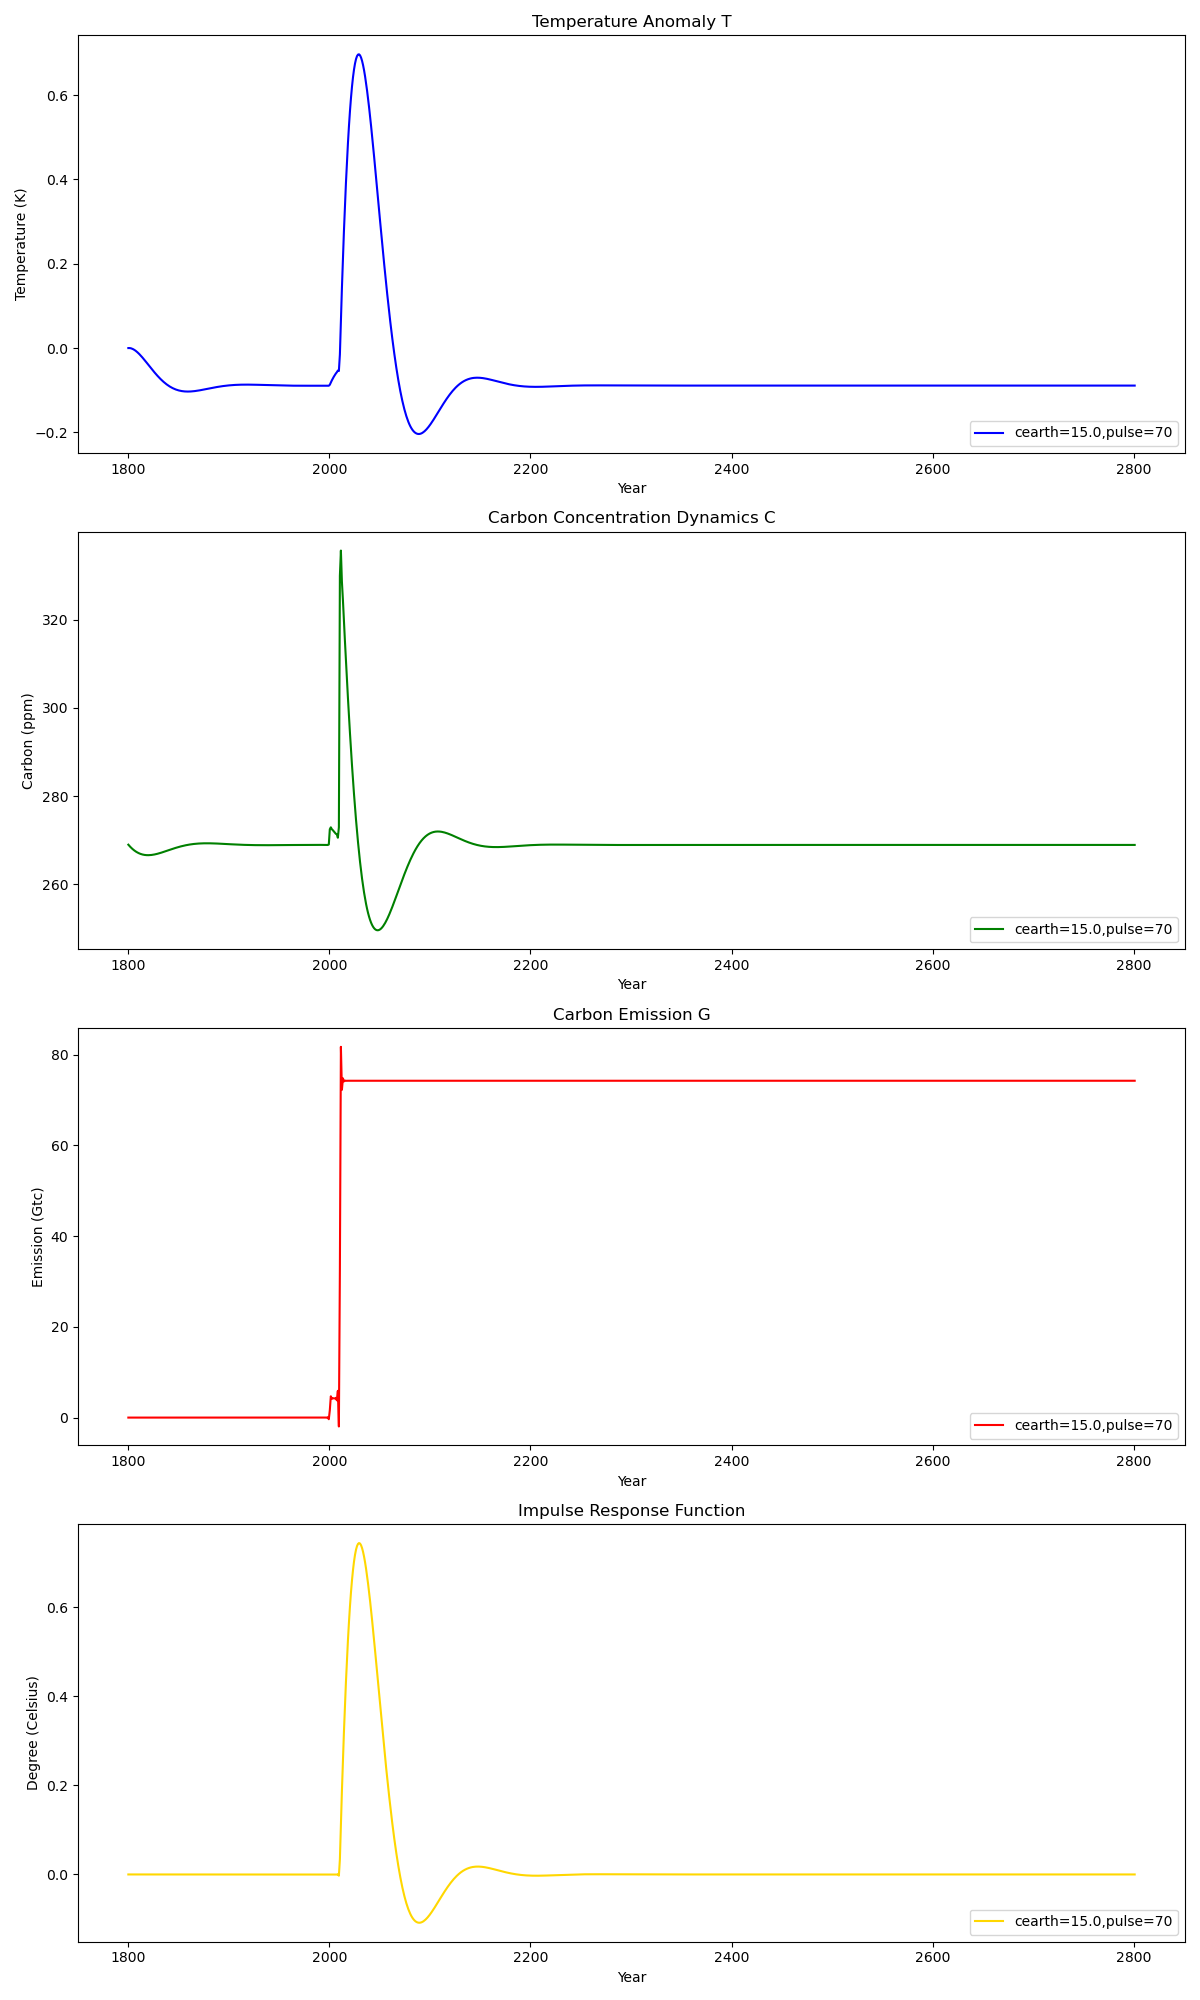 Temperature Anomaly T
Temperature (K)
0.6
0.4
0.2
0.0
−0.2
cearth=15.0,pulse=70
1800 2000 2200 2400 2600 2800
Year
Carbon Concentration Dynamics C
Carbon (ppm)
320
300
280
260
cearth=15.0,pulse=70
1800 2000 2200 2400 2600 2800
Year
Carbon Emission G
Emission (Gtc)
80
60
40
20
0
cearth=15.0,pulse=70
1800 2000 2200 2400 2600 2800
Year
Impulse Response Function
Degree (Celsius)
0.6
0.4
0.2
0.0
cearth=15.0,pulse=70
1800 2000 2200 2400 2600 2800
Year